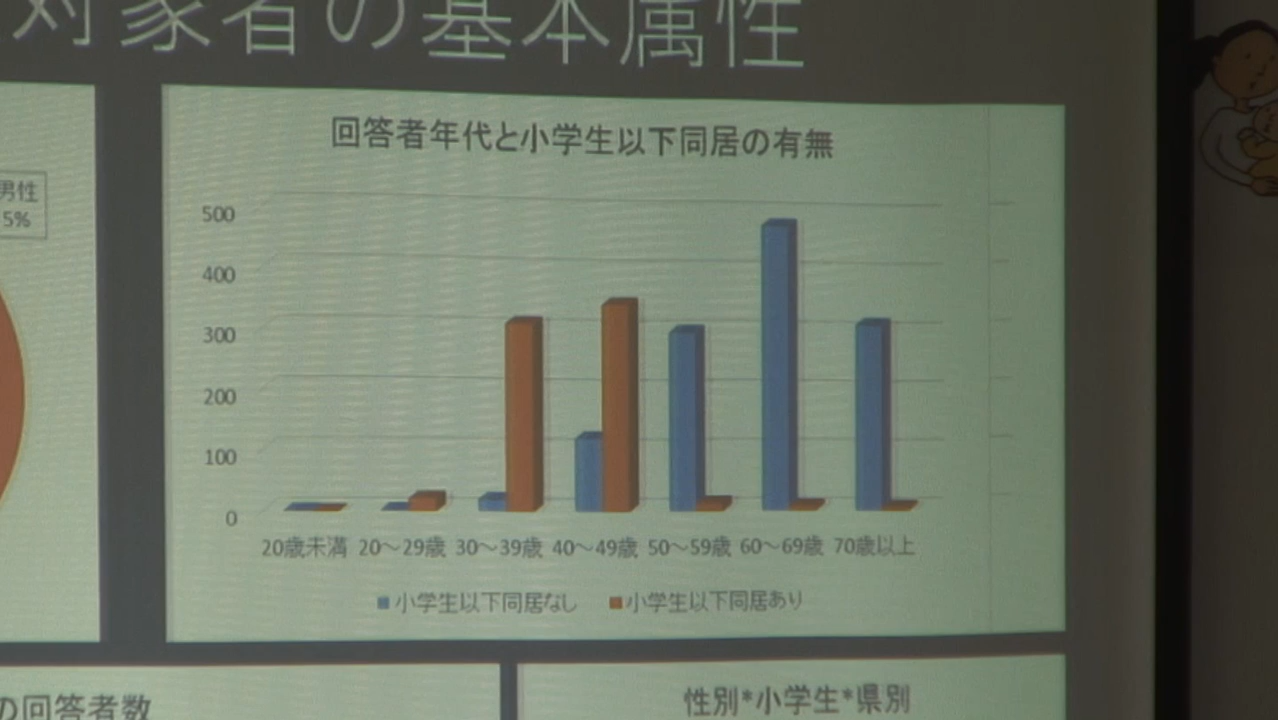 対象者の基本属性
男性
5%
回答者年代と小学生以下同居の有無
500
400
300
200
100
0
20歳未満 20～29歳 30～39歳 40～49歳 50～59歳 60～69歳 70歳以上
小学生以下同居なし 小学生以下同居あり
の回答者数
性別*小学生*県別